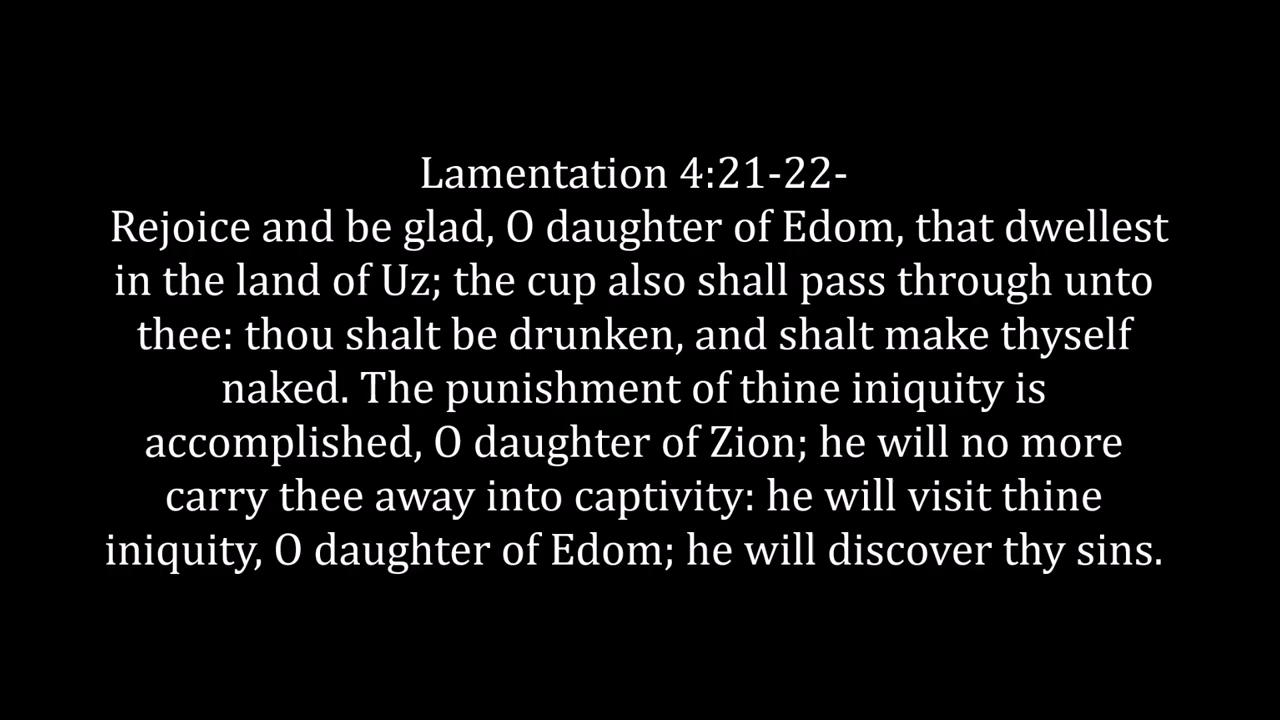 Lamentation 4:21-22-
Rejoice and be glad, O daughter of Edom, that dwellest
in the land of Uz; the cup also shall pass through unto
thee: thou shalt be drunken, and shalt make thyself
naked. The punishment of thine iniquity is
accomplished, O daughter of Zion; he will no more
carry thee away into captivity: he will visit thine
iniquity, O daughter of Edom; he will discover thy sins.